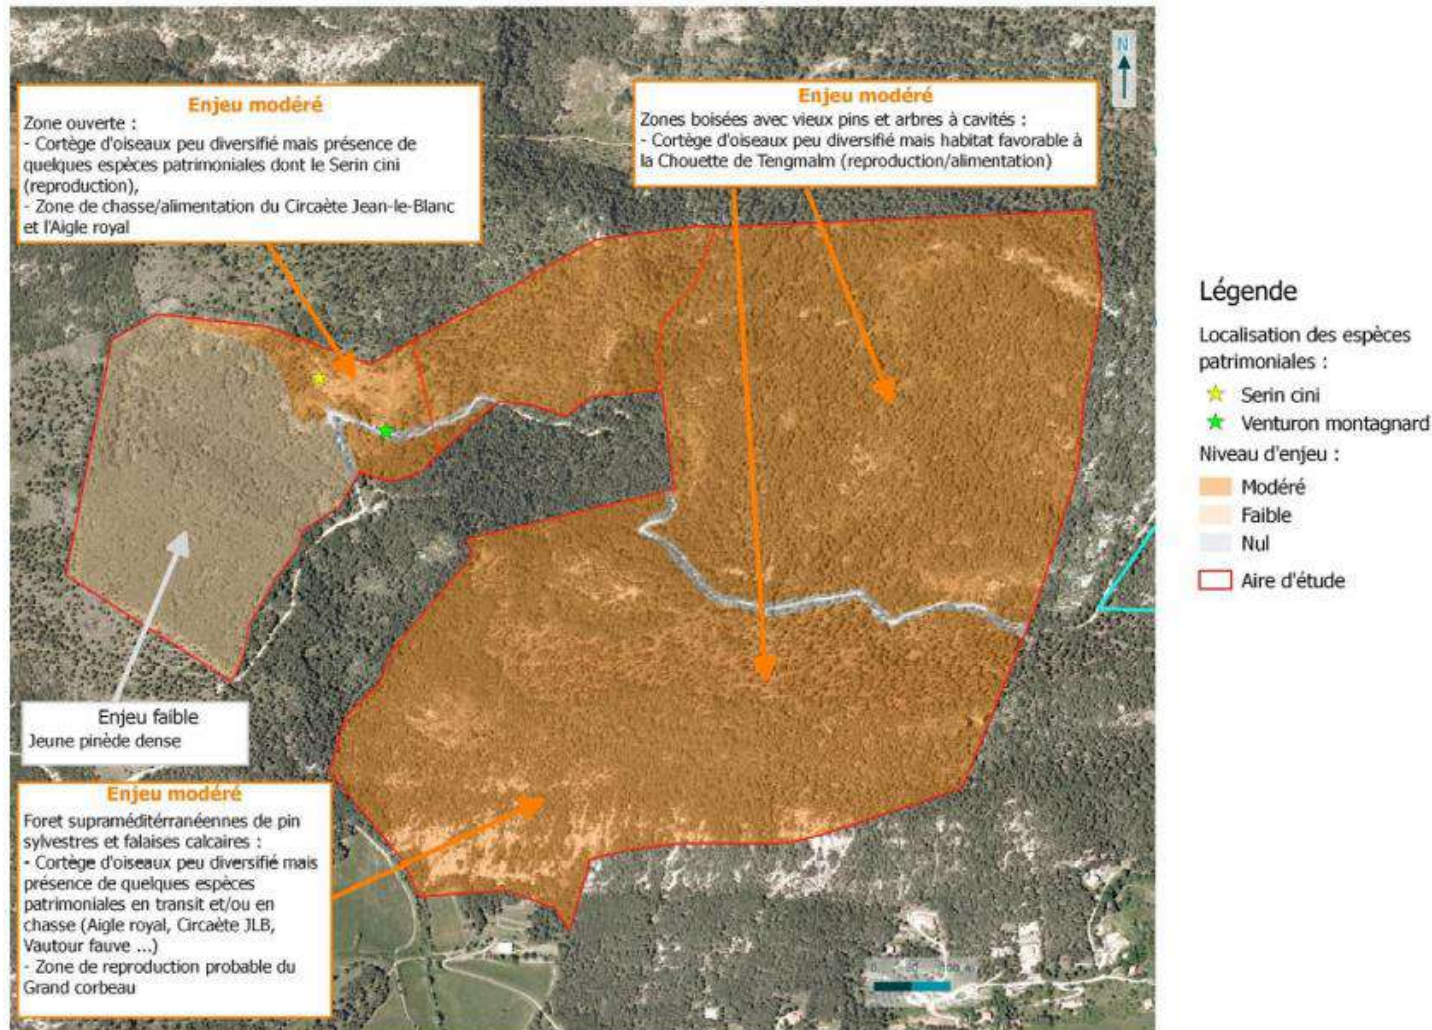 Enjeu modéré
Zone ouverte :
- Cortège d'oiseaux peu diversifié mais présence de
quelques espèces patrimoniales dont le Serin cini
(reproduction),
- Zone de chasse/alimentation du Circaète Jean-le-Blanc
et l'Aigle royal
Enjeu modéré
Zones boisées avec vieux pins et arbres à cavités :
- Cortège d'oiseaux peu diversifié mais habitat favorable à
la Chouette de Tengmalm (reproduction/alimentation)
N
Enjeu faible
Jeune pinède dense
Enjeu modéré
Foret supraméditérranéennes de pin
sylvestres et falaises calcaires :
- Cortège d'oiseaux peu diversifié mais
présence de quelques espèces
patrimoniales en transit et/ou en
chasse (Aigle royal, Circaète JLB,
Vautour fauve ...)
- Zone de reproduction probable du
Grand corbeau
Légende
Localisation des espèces
patrimoniales :
Serin cini
Venturon montagnard
Niveau d'enjeu :
Modéré
Faible
Nul
Aire d'étude